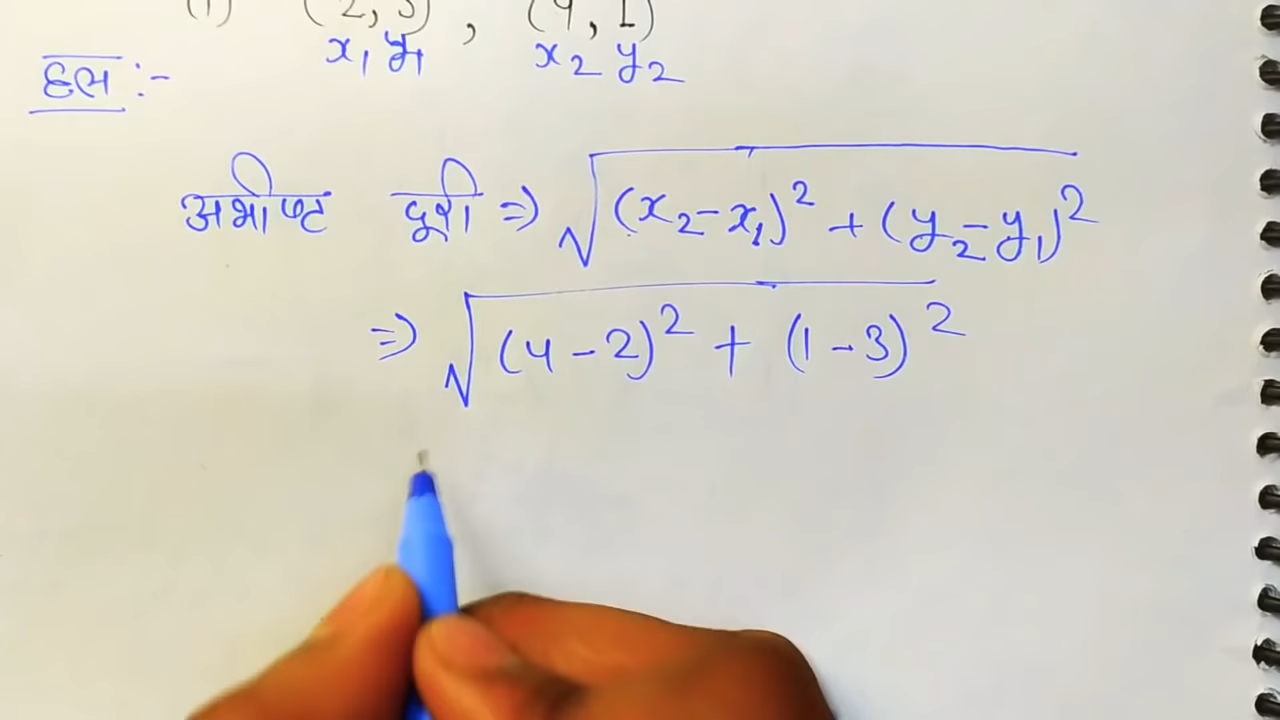 (i) (2, 3) , (4, 1)
x₁ y₁ x₂ y₂
हल :-
अभीष्ट दूरी ⇒ √(x₂-x₁)² + (y₂-y₁)²
⇒ √(4-2)² + (1-3)²